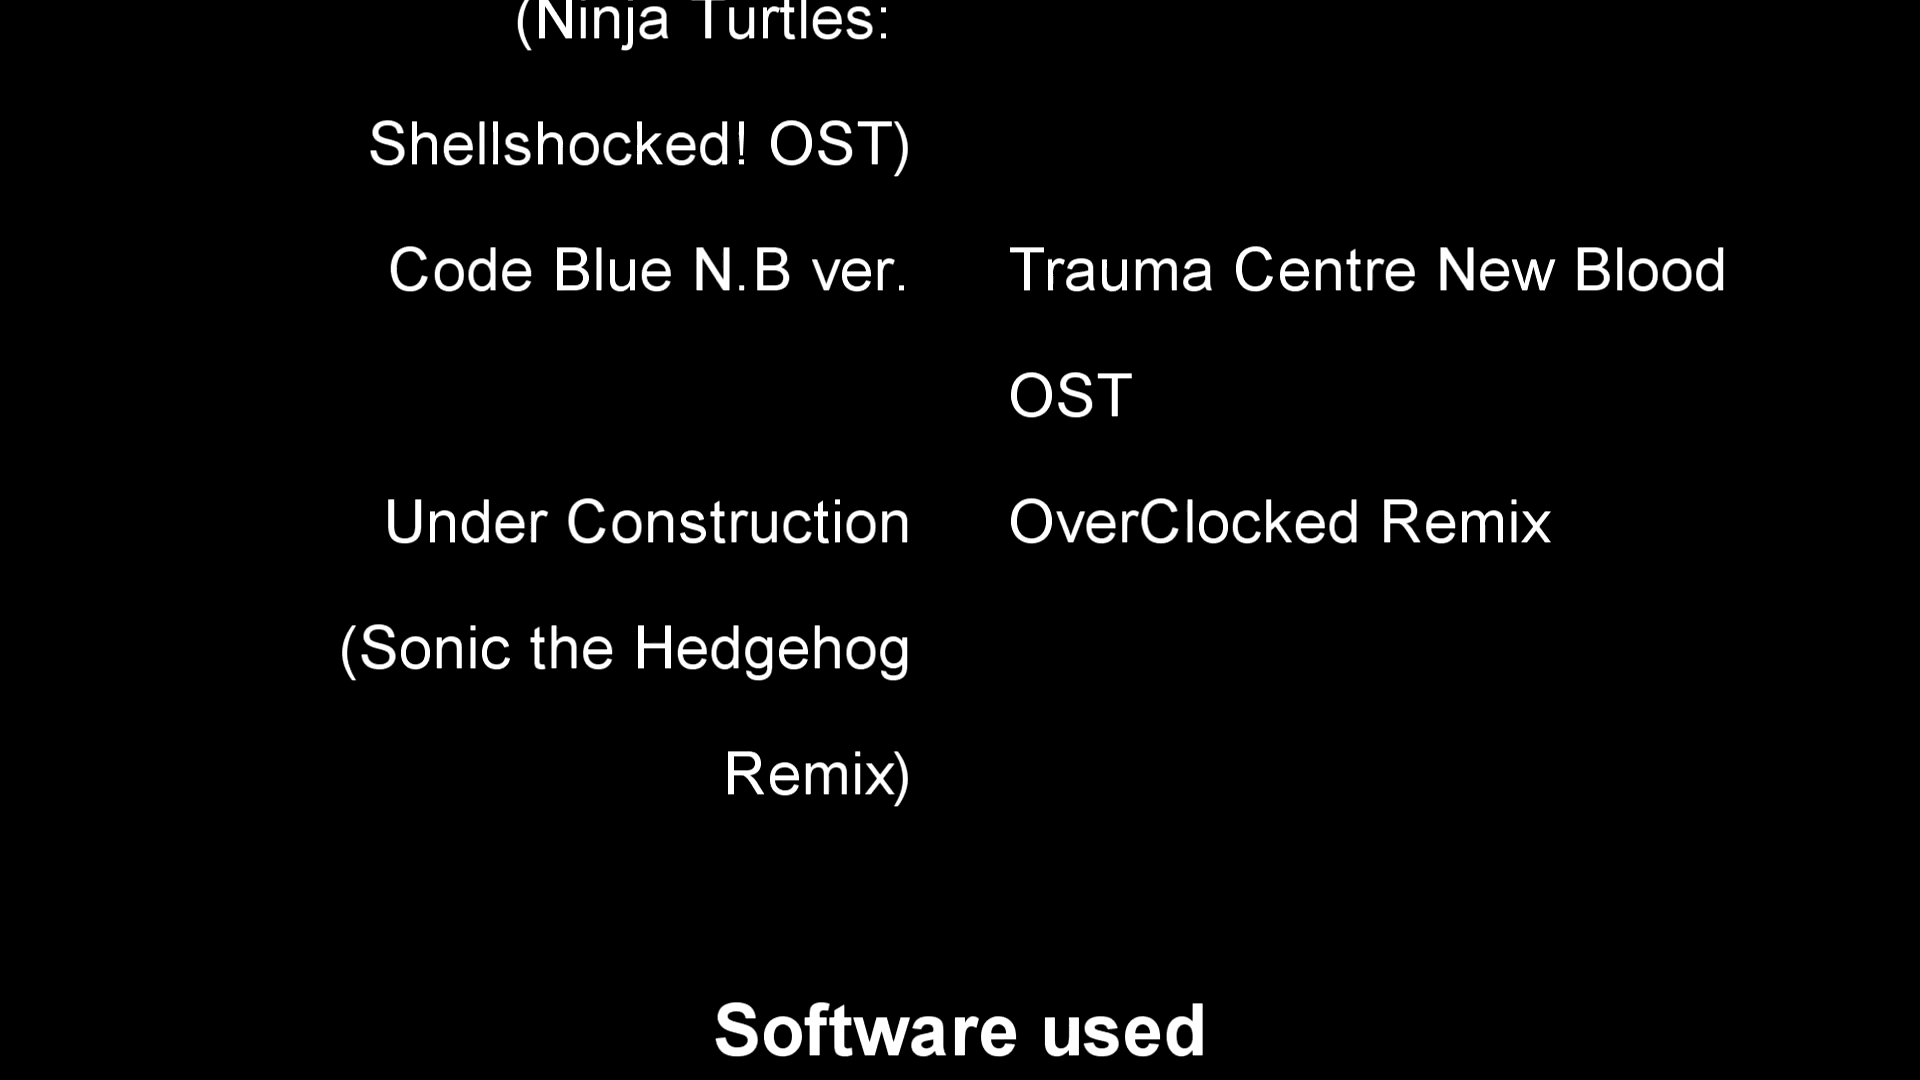 (Ninja Turtles:
Shellshocked! OST)
Code Blue N.B ver. Trauma Centre New Blood
OST
Under Construction OverClocked Remix
(Sonic the Hedgehog
Remix)
Software used